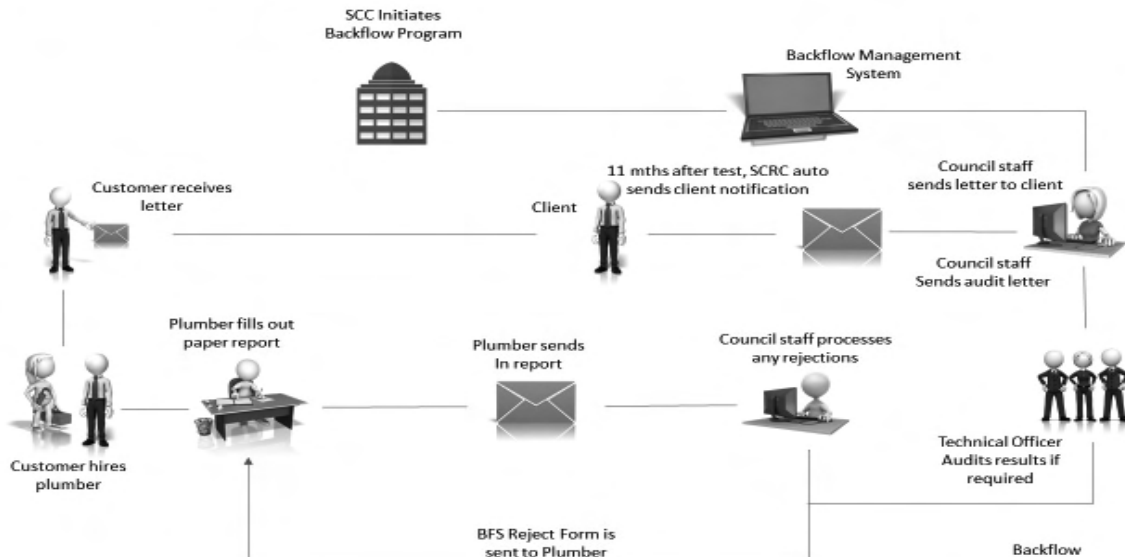 SCC Initiates
Backflow Program
Backflow Management
System
Customer receives
letter
Client
11 mths after test, SCRC auto
sends client notification
Council staff
sends letter to client
Council staff
Sends audit letter
Plumber fills out
paper report
Plumber sends
In report
Council staff processes
any rejections
Customer hires
plumber
Technical Officer
Audits results if
required
BFS Reject Form is
sent to Plumber
Backflow